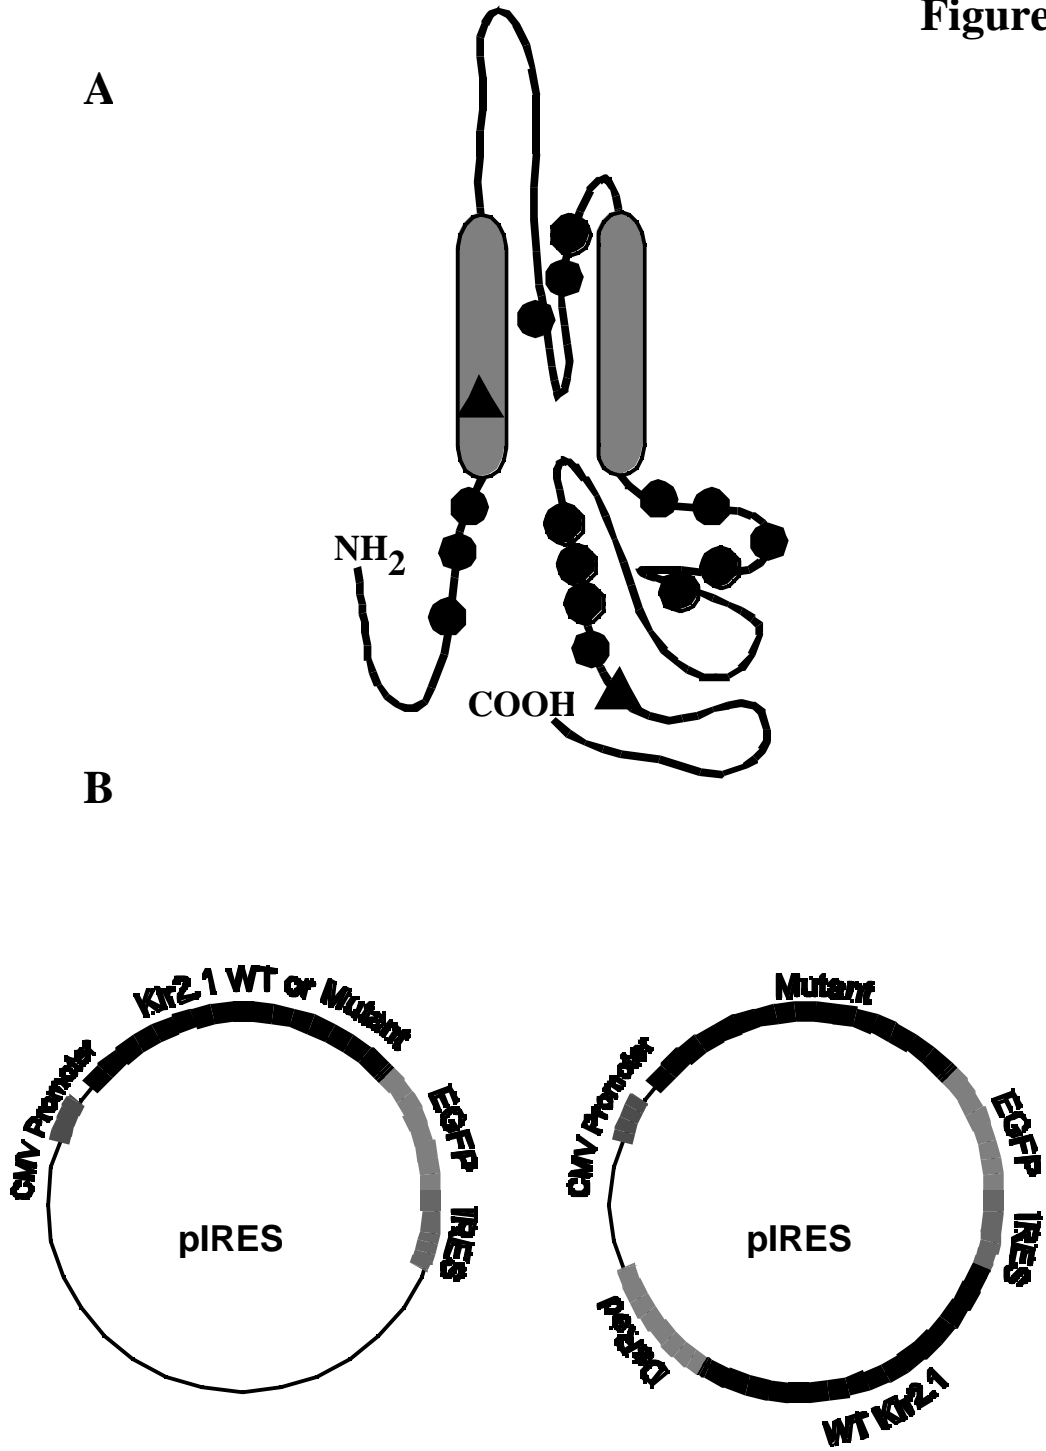 Figure
A
NH2
COOH
B
KIr2.1 WT or Mutant
CMV Promoter
EGFP
IRES
pIRES
Mutant
CMV Promoter
EGFP
IRES
pIRES
WT KIr2.1